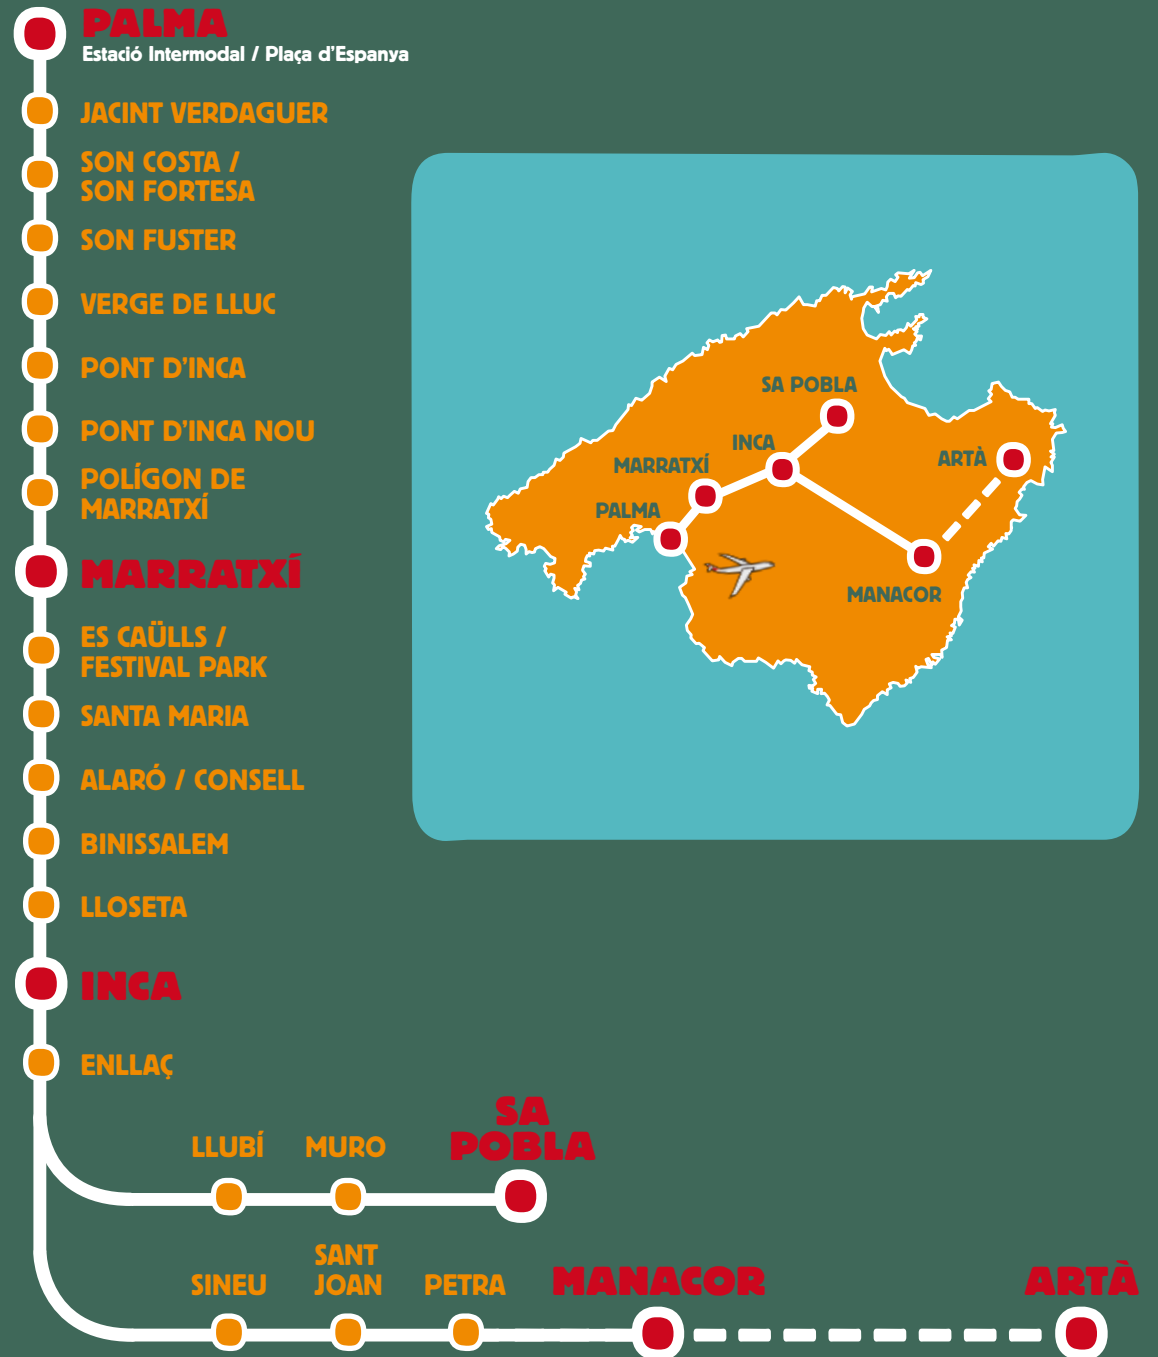 PALMA
Estació Intermodal / Plaça d'Espanya
JACINT VERDAGUER
SON COSTA /
SON FORTESA
SON FUSTER
VERGE DE LLUC
PONT D'INCA
PONT D'INCA NOU
POLÍGON DE
MARRATXÍ
MARRATXÍ
ES CAÜLLS /
FESTIVAL PARK
SANTA MARIA
ALARÓ / CONSELL
BINISSALEM
LLOSETA
INCA
ENLLAÇ
LLUBÍ
MURO
SA
POBLA
SINEU
SANT
JOAN
PETRA
MANACOR
ARTÀ
SA POBLA
INCA
MARRATXÍ
ARTÀ
PALMA
MANACOR